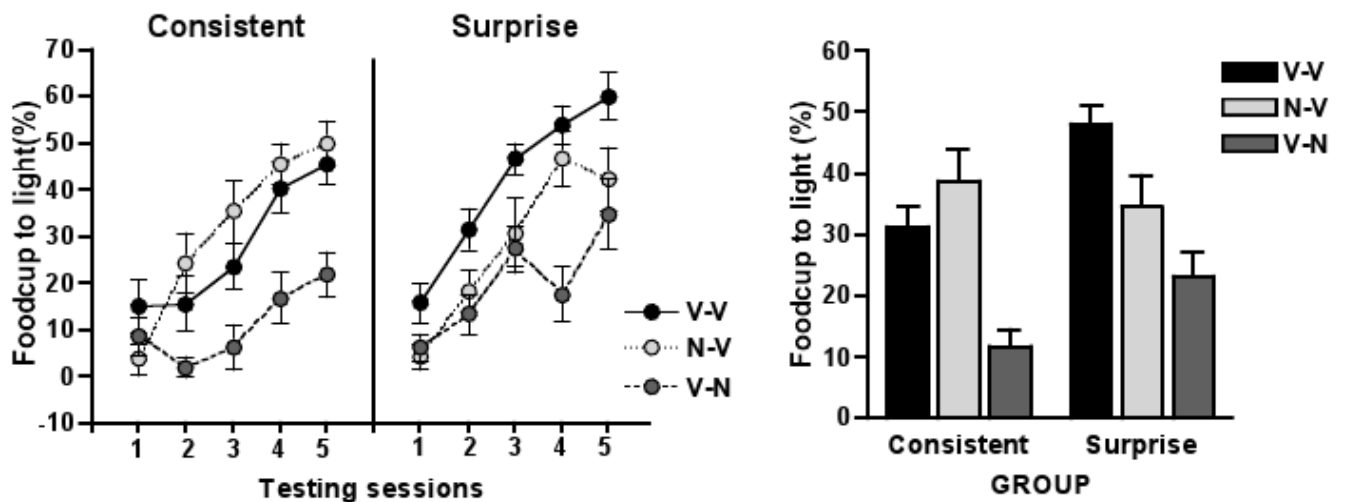 Consistent
Surprise
Foodcup to light(%)
70
60
50
40
30
20
10
0
-10
1 2 3 4 5
1 2 3 4 5
Testing sessions
V-V
N-V
V-N
Foodcup to light (%)
60
50
40
30
20
10
0
Consistent
Surprise
GROUP
V-V
N-V
V-N